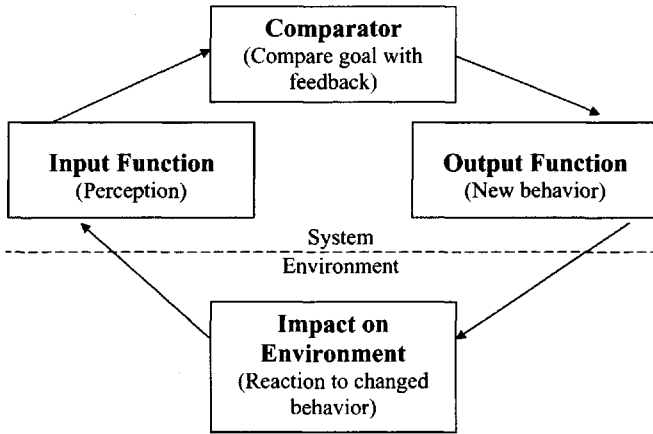 Comparator
(Compare goal with
feedback)
Input Function
(Perception)
Output Function
(New behavior)
System
Environment
Impact on
Environment
(Reaction to changed
behavior)